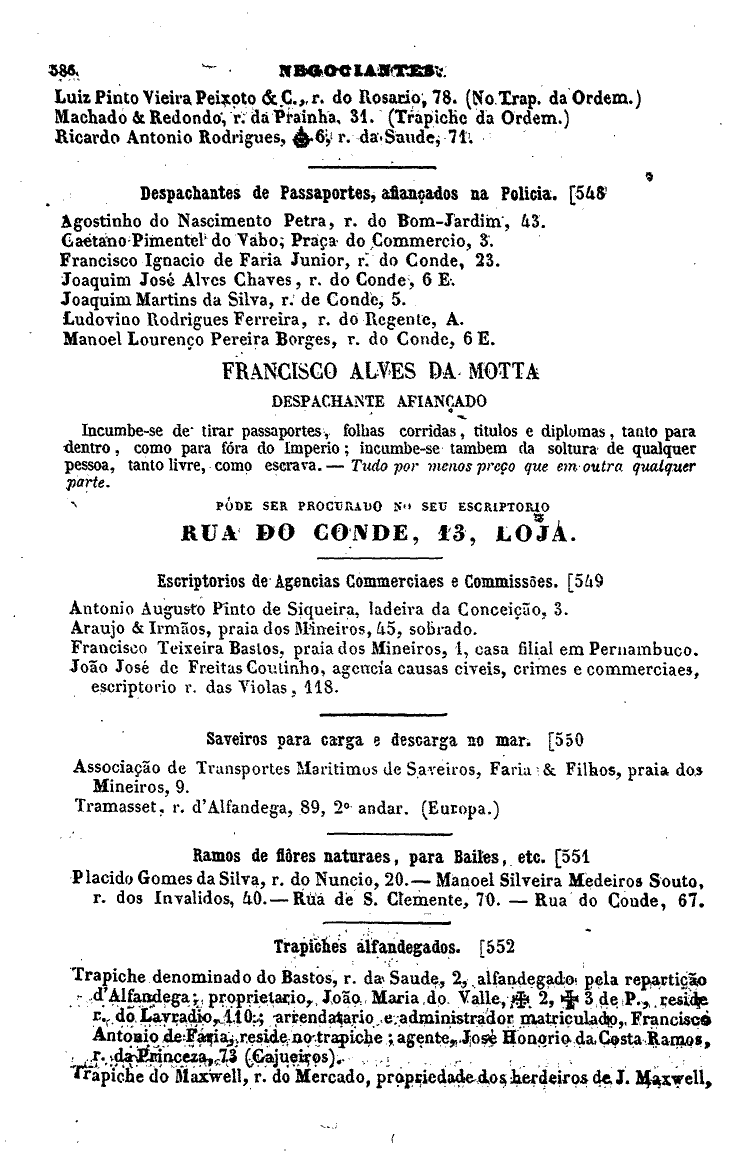 586. NEGOCIANTES.
Luiz Pinto Vieira Peixoto & C., r. do Rosario, 78. (No Trap. da Ordem.)
Machado & Redondo, r. da Prainha, 31. (Trapiche da Ordem.)
Ricardo Antonio Rodrigues, 6, r. da Saude, 71.
Despachantes de Passaportes, afiançados na Policia. [548
Agostinho do Nascimento Petra, r. do Bom-Jardim, 43.
Gaetano Pimentel do Vabo, Praça do Commercio, 3.
Francisco Ignacio de Faria Junior, r. do Conde, 23.
Joaquim José Alves Chaves, r. do Conde, 6 E.
Joaquim Martins da Silva, r. de Conde, 5.
Ludovino Rodrigues Ferreira, r. do Regente, A.
Manoel Lourenço Pereira Borges, r. do Conde, 6 E.
FRANCISCO ALVES DA MOTTA
DESPACHANTE AFIANÇADO
Incumbe-se de tirar passaportes, folhas corridas, titulos e diplomas, tanto para
dentro, como para fóra do Imperio; incumbe-se tambem da soltura de qualquer
pessoa, tanto livre, como escrava. — Tudo por menos preço que em outra qualquer
parte.
PÓDE SER PROCURADO NO SEU ESCRIPTORIO
RUA DO CONDE, 13, LOJA.
Escriptorios de Agencias Commerciaes e Commissões. [549
Antonio Augusto Pinto de Siqueira, ladeira da Conceição, 3.
Araujo & Irmãos, praia dos Mineiros, 45, sobrado.
Francisco Teixeira Bastos, praia dos Mineiros, 1, casa filial em Pernambuco.
João José de Freitas Coutinho, agencia causas civeis, crimes e commerciaes,
escriptorio r. das Violas, 118.
Saveiros para carga e descarga no mar. [550
Associação de Transportes Maritimos de Saveiros, Faria & Filhos, praia dos
Mineiros, 9.
Tramasset, r. d'Alfandega, 89, 2º andar. (Europa.)
Ramos de flôres naturaes, para Bailes, etc. [551
Placido Gomes da Silva, r. do Nuncio, 20. — Manoel Silveira Medeiros Souto,
r. dos Invalidos, 40. — Rua de S. Clemente, 70. — Rua do Conde, 67.
Trapiches alfandegados. [552
Trapiche denominado do Bastos, r. da Saude, 2, alfandegado pela repartição
d'Alfandega; proprietario, João Maria do Valle, ✠ 2, ✠ 3 de P., reside
r. do Lavradio, 110; arrendatario e administrador matriculado, Francisco
Antonio de Faria, reside no trapiche; agente, José Honorio da Costa Ramos,
r. da Princeza, 73 (Cajueiros).
Trapiche do Maxwell, r. do Mercado, propriedade dos herdeiros de J. Maxwell,